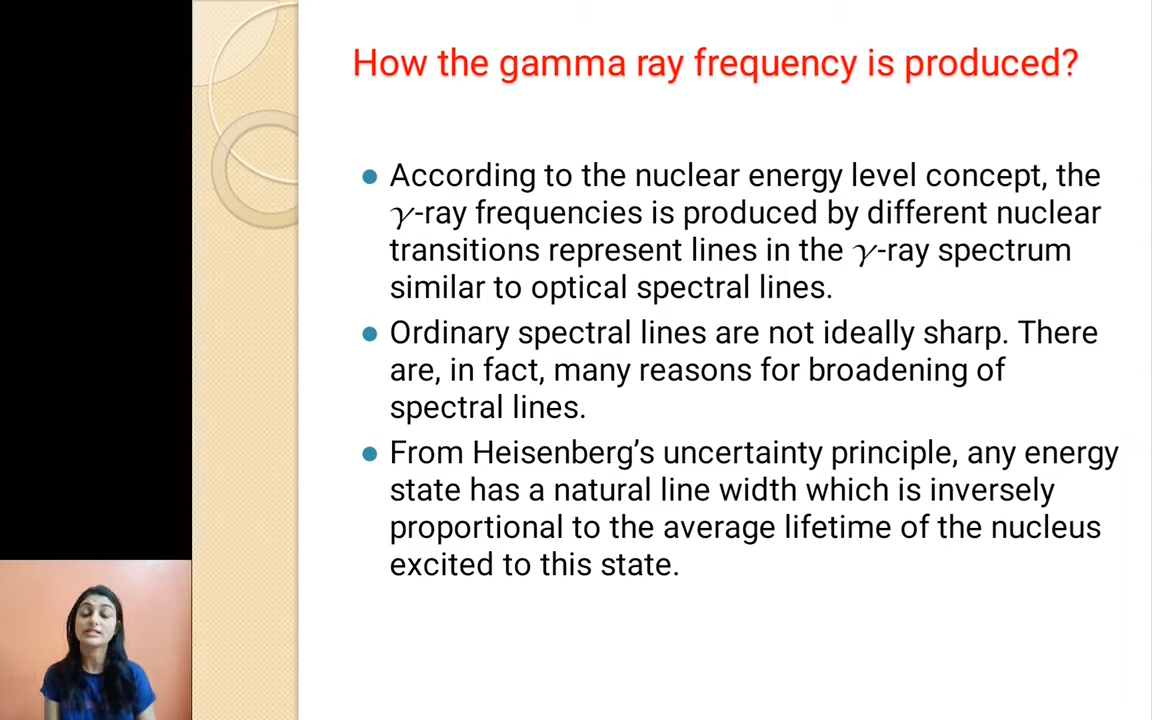 How the gamma ray frequency is produced?
● According to the nuclear energy level concept, the
γ-ray frequencies is produced by different nuclear
transitions represent lines in the γ-ray spectrum
similar to optical spectral lines.
● Ordinary spectral lines are not ideally sharp. There
are, in fact, many reasons for broadening of
spectral lines.
● From Heisenberg’s uncertainty principle, any energy
state has a natural line width which is inversely
proportional to the average lifetime of the nucleus
excited to this state.